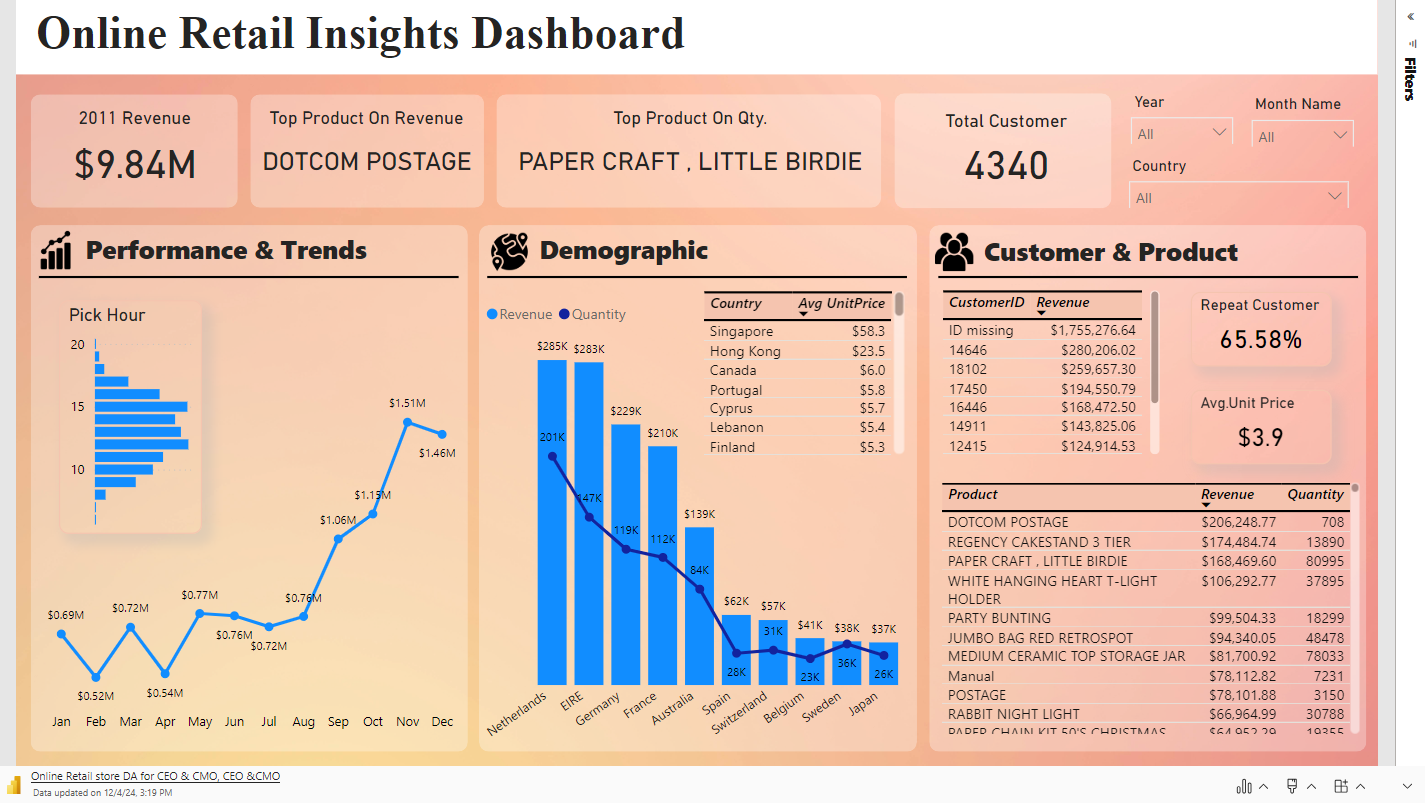 Online Retail Insights Dashboard
Filters
2011 Revenue
$9.84M
Top Product On Revenue
DOTCOM POSTAGE
Top Product On Qty.
PAPER CRAFT , LITTLE BIRDIE
Total Customer
4340
Year
All
Month Name
All
Country
All
Performance & Trends
Pick Hour
20
15
10
$0.69M
$0.52M
$0.72M
$0.54M
$0.77M
$0.76M
$0.72M
$0.76M
$1.06M
$1.15M
$1.51M
$1.46M
Jan Feb Mar Apr May Jun Jul Aug Sep Oct Nov Dec
Demographic
Revenue Quantity
$285K $283K $229K $210K $139K $62K $57K $41K $38K $37K
201K 147K 119K 112K 84K 28K 31K 23K 36K 26K
Netherlands EIRE Germany France Australia Spain Switzerland Belgium Sweden Japan
Country Avg UnitPrice
Singapore $58.3
Hong Kong $23.5
Canada $6.0
Portugal $5.8
Cyprus $5.7
Lebanon $5.4
Finland $5.3
Customer & Product
CustomerID Revenue
ID missing $1,755,276.64
14646 $280,206.02
18102 $259,657.30
17450 $194,550.79
16446 $168,472.50
14911 $143,825.06
12415 $124,914.53
Repeat Customer
65.58%
Avg.Unit Price
$3.9
Product Revenue Quantity
DOTCOM POSTAGE $206,248.77 708
REGENCY CAKESTAND 3 TIER $174,484.74 13890
PAPER CRAFT , LITTLE BIRDIE $168,469.60 80995
WHITE HANGING HEART T-LIGHT $106,292.77 37895
HOLDER
PARTY BUNTING $99,504.33 18299
JUMBO BAG RED RETROSPOT $94,340.05 48478
MEDIUM CERAMIC TOP STORAGE JAR $81,700.92 78033
Manual $78,112.82 7231
POSTAGE $78,101.88 3150
RABBIT NIGHT LIGHT $66,964.99 30788
PAPER CHAIN KIT 50'S CHRISTMAS $64,952.29 19355
Online Retail store DA for CEO & CMO, CEO &CMO
Data updated on 12/4/24, 3:19 PM